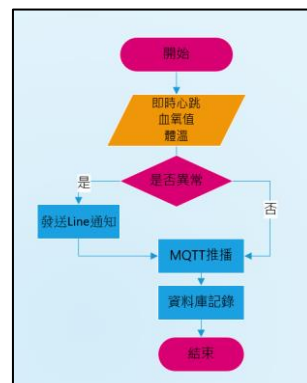 開始
即時心跳
血氧值
體溫
是否異常
是
否
發送Line通知
MQTT推播
資料庫記錄
結束